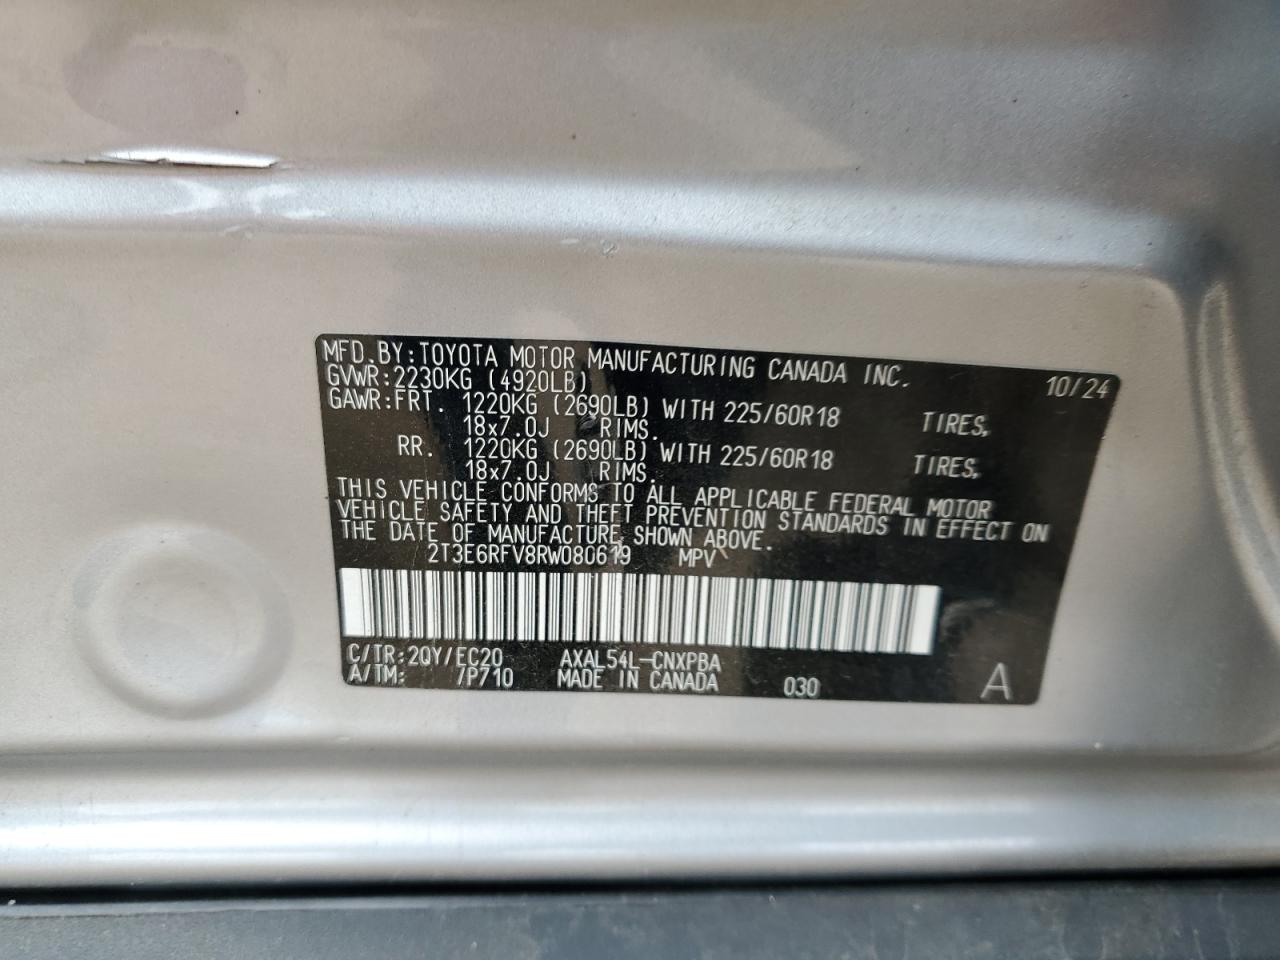 MFD.BY:TOYOTA MOTOR MANUFACTURING CANADA INC. 10/24
GVWR:2230KG (4920LB)
GAWR:FRT. 1220KG (2690LB) WITH 225/60R18 TIRES,
18x7.0J RIMS.
RR. 1220KG (2690LB) WITH 225/60R18 TIRES,
18x7.0J RIMS.
THIS VEHICLE CONFORMS TO ALL APPLICABLE FEDERAL MOTOR
VEHICLE SAFETY AND THEFT PREVENTION STANDARDS IN EFFECT ON
THE DATE OF MANUFACTURE SHOWN ABOVE.
2T3E6RFV8RW080619 MPV
C/TR:2QY/EC20 AXAL54L-CNXPBA
A/TM: /P710 MADE IN CANADA 030 A